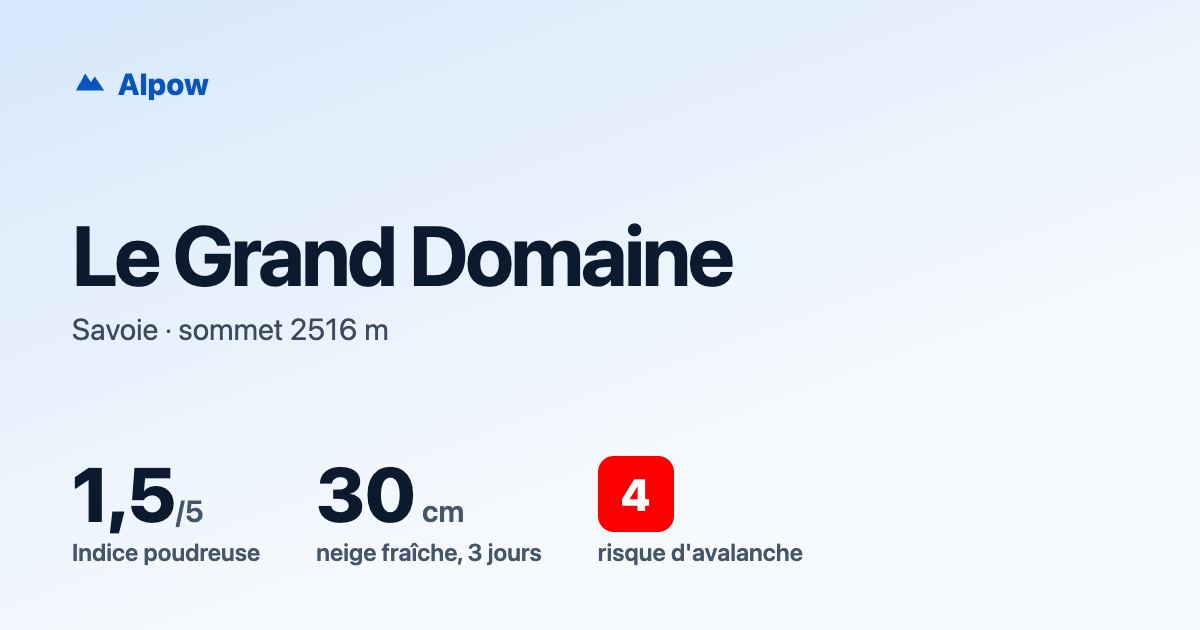 Alpow
Le Grand Domaine
Savoie · sommet 2516 m
1,5/5
Indice poudreuse
30 cm
neige fraîche, 3 jours
4
risque d'avalanche